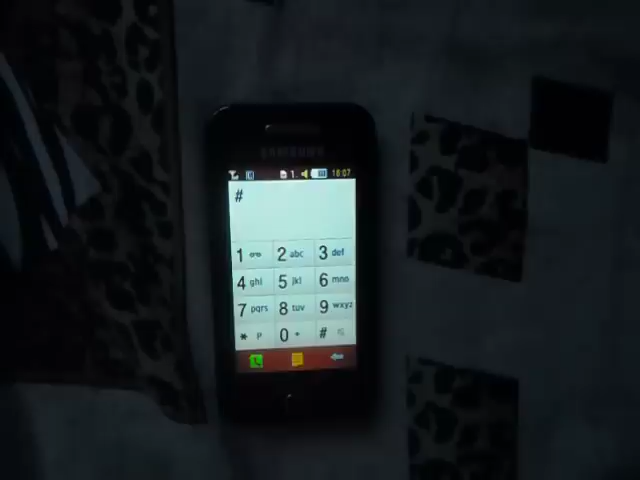 SAMSUNG
1. 18:07
#
1 2 abc 3 def
4 ghi 5 jkl 6 mno
7 pqrs 8 tuv 9 wxyz
* P 0 + #